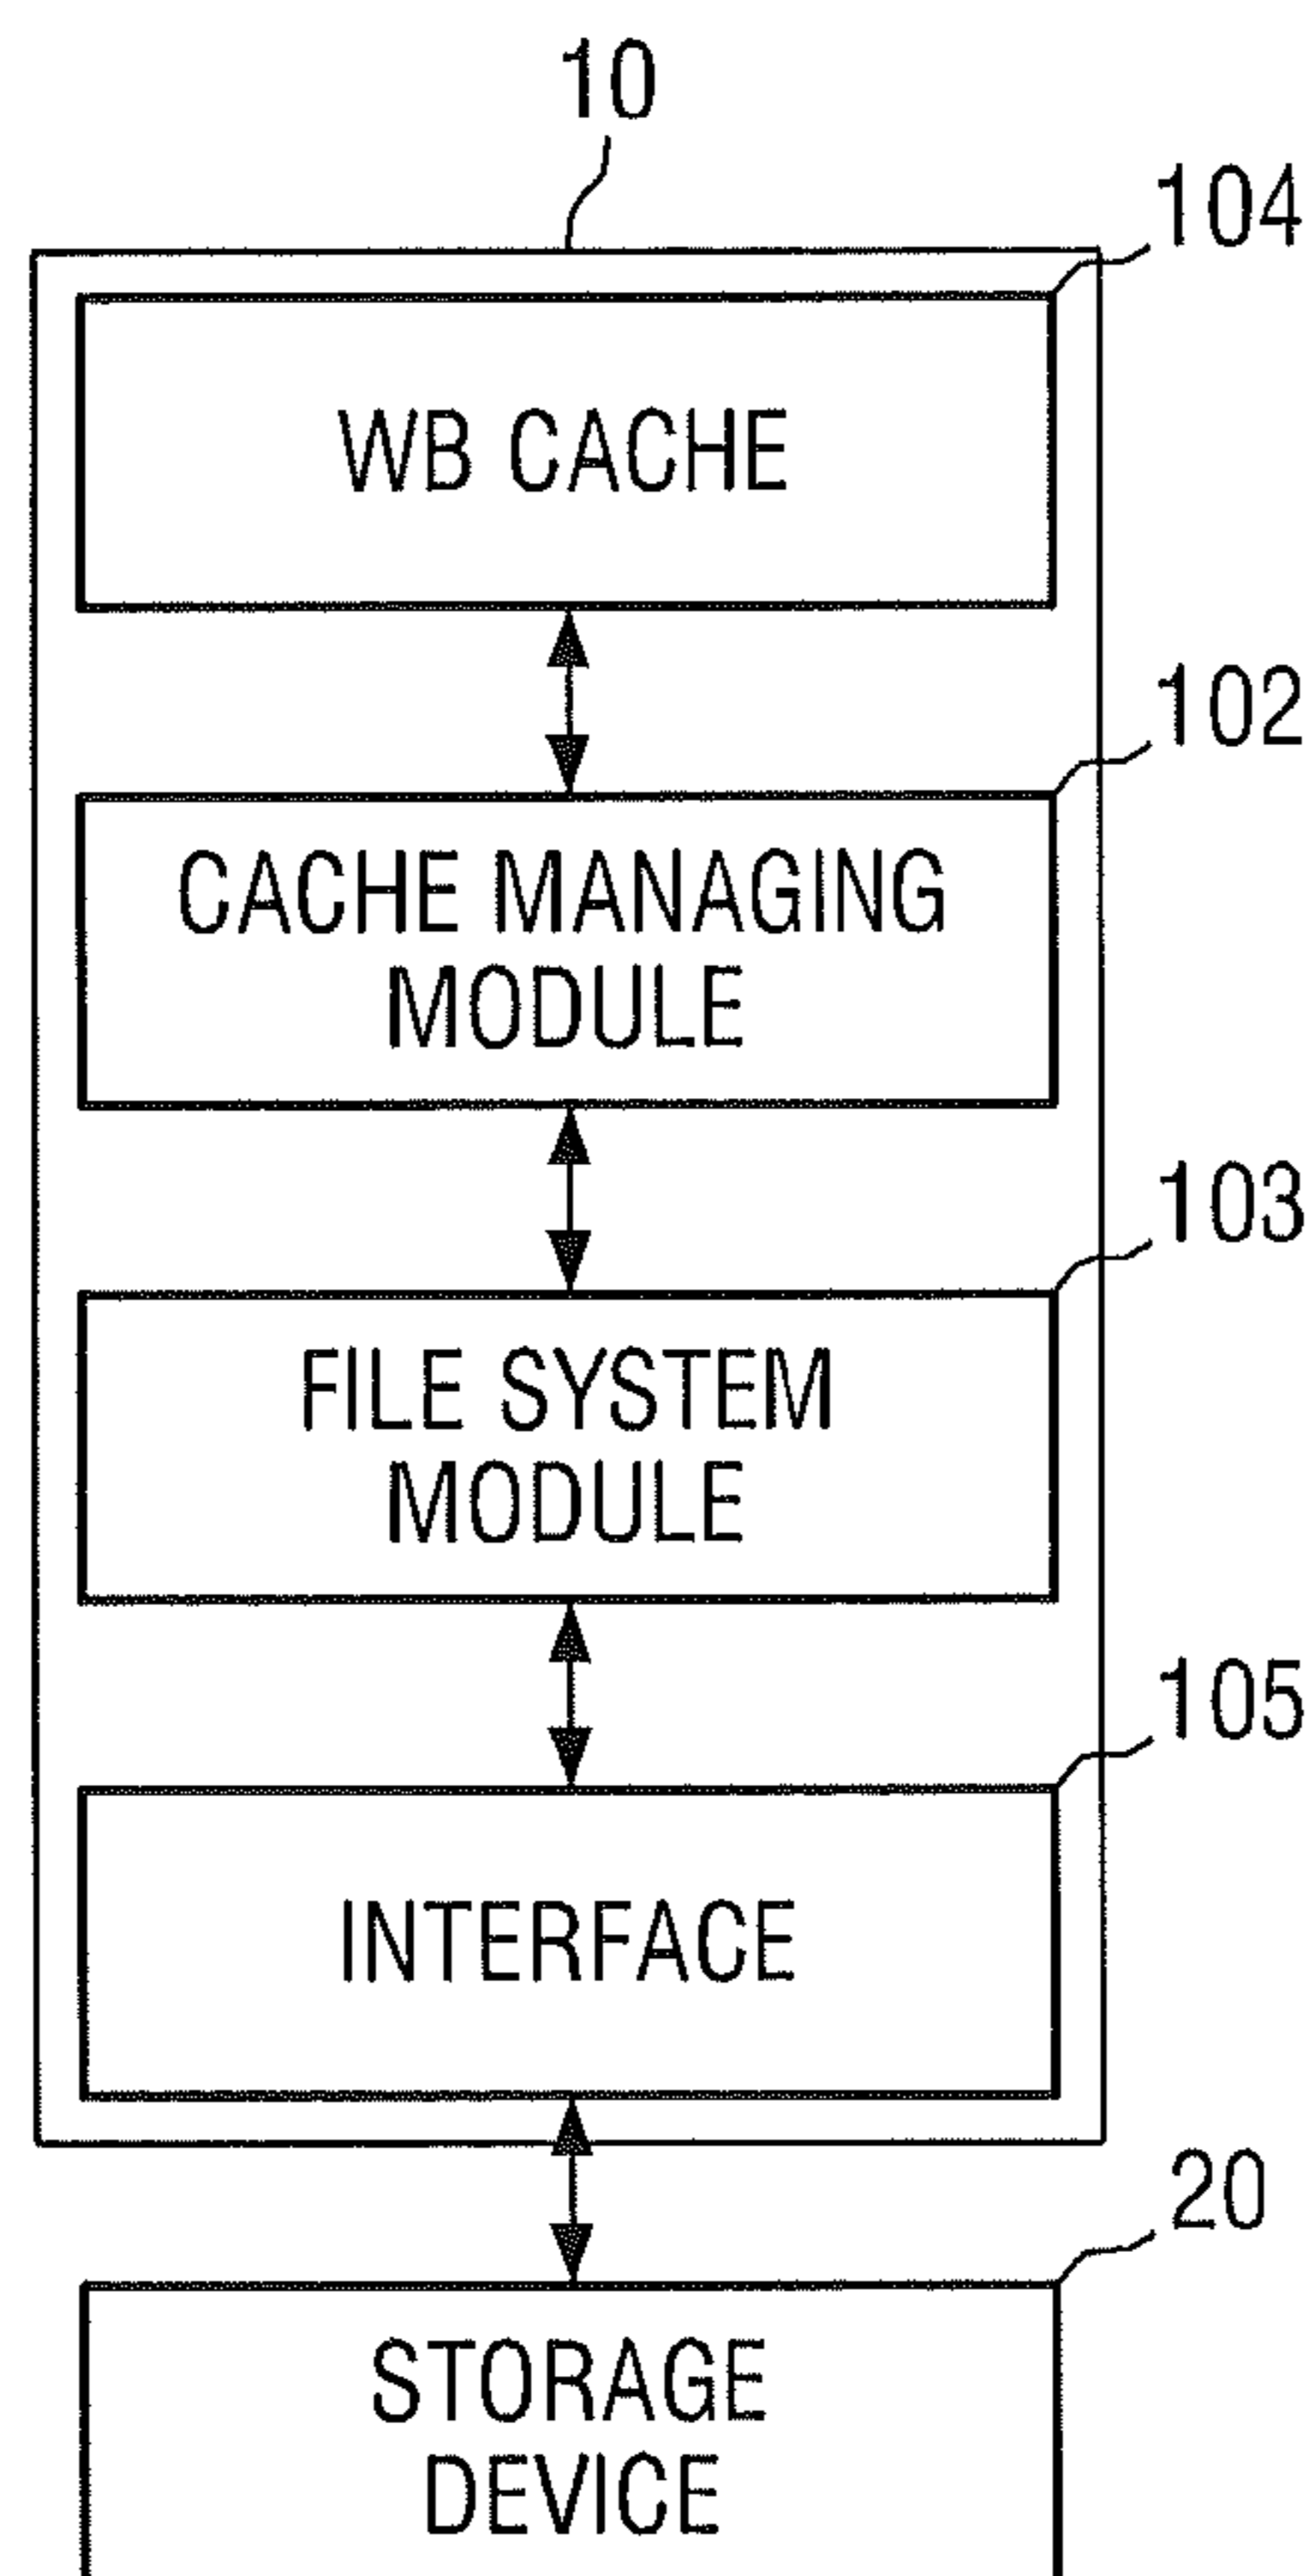 10
104
WB CACHE
102
CACHE MANAGING
MODULE
103
FILE SYSTEM
MODULE
105
INTERFACE
20
STORAGE
DEVICE